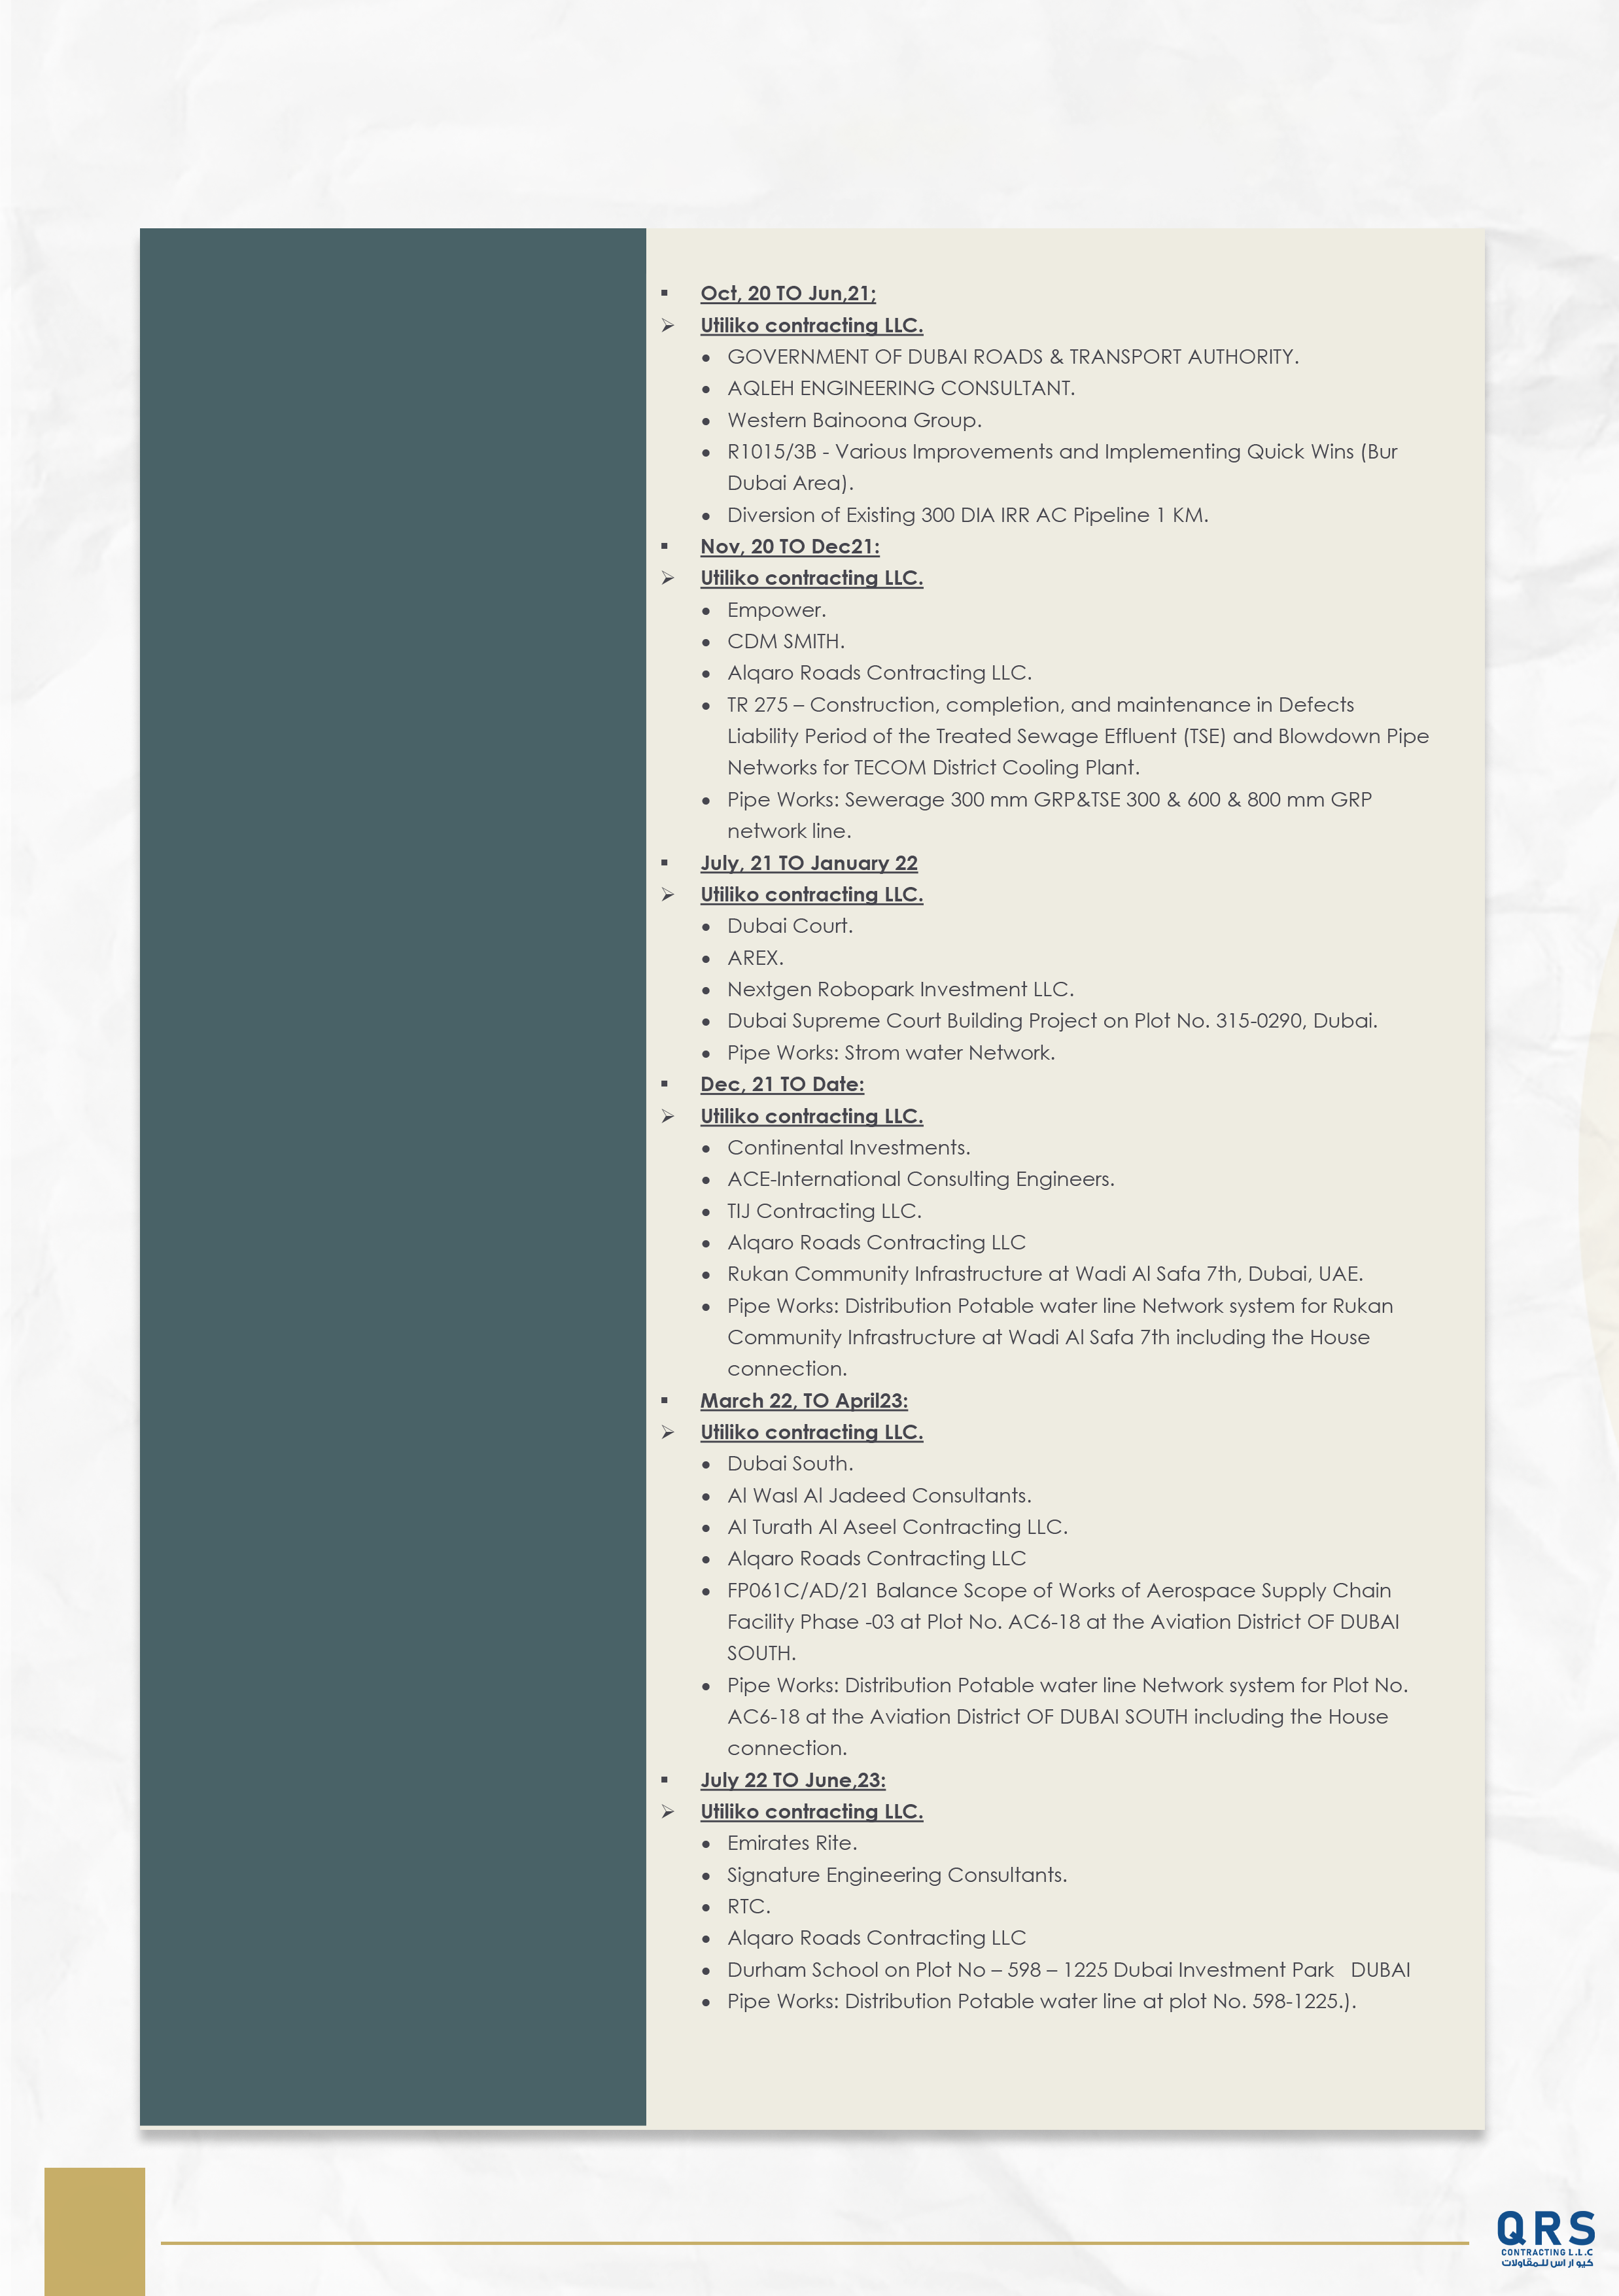 Oct, 20 TO Jun,21;
Utiliko contracting LLC.
GOVERNMENT OF DUBAI ROADS & TRANSPORT AUTHORITY.
AQLEH ENGINEERING CONSULTANT.
Western Bainoona Group.
R1015/3B - Various Improvements and Implementing Quick Wins (Bur
Dubai Area).
Diversion of Existing 300 DIA IRR AC Pipeline 1 KM.
Nov, 20 TO Dec21:
Utiliko contracting LLC.
Empower.
CDM SMITH.
Alqaro Roads Contracting LLC.
TR 275 – Construction, completion, and maintenance in Defects
Liability Period of the Treated Sewage Effluent (TSE) and Blowdown Pipe
Networks for TECOM District Cooling Plant.
Pipe Works: Sewerage 300 mm GRP&TSE 300 & 600 & 800 mm GRP
network line.
July, 21 TO January 22
Utiliko contracting LLC.
Dubai Court.
AREX.
Nextgen Robopark Investment LLC.
Dubai Supreme Court Building Project on Plot No. 315-0290, Dubai.
Pipe Works: Strom water Network.
Dec, 21 TO Date:
Utiliko contracting LLC.
Continental Investments.
ACE-International Consulting Engineers.
TIJ Contracting LLC.
Alqaro Roads Contracting LLC
Rukan Community Infrastructure at Wadi Al Safa 7th, Dubai, UAE.
Pipe Works: Distribution Potable water line Network system for Rukan
Community Infrastructure at Wadi Al Safa 7th including the House
connection.
March 22, TO April23:
Utiliko contracting LLC.
Dubai South.
Al Wasl Al Jadeed Consultants.
Al Turath Al Aseel Contracting LLC.
Alqaro Roads Contracting LLC
FP061C/AD/21 Balance Scope of Works of Aerospace Supply Chain
Facility Phase -03 at Plot No. AC6-18 at the Aviation District OF DUBAI
SOUTH.
Pipe Works: Distribution Potable water line Network system for Plot No.
AC6-18 at the Aviation District OF DUBAI SOUTH including the House
connection.
July 22 TO June,23:
Utiliko contracting LLC.
Emirates Rite.
Signature Engineering Consultants.
RTC.
Alqaro Roads Contracting LLC
Durham School on Plot No – 598 – 1225 Dubai Investment Park   DUBAI
Pipe Works: Distribution Potable water line at plot No. 598-1225.).
QRS
CONTRACTING L.L.C
كيو ار اس للمقاولات